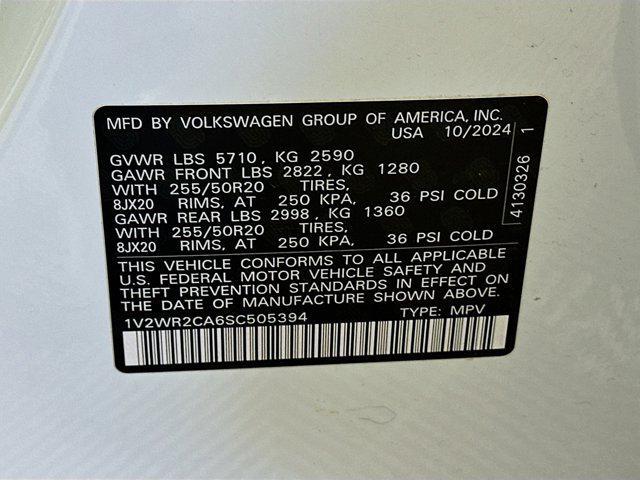 MFD BY VOLKSWAGEN GROUP OF AMERICA, INC.
USA 10/2024
GVWR LBS 5710, KG 2590
GAWR FRONT LBS 2822, KG 1280
WITH 255/50R20 TIRES,
8JX20 RIMS, AT 250 KPA, 36 PSI COLD
GAWR REAR LBS 2998, KG 1360
WITH 255/50R20 TIRES,
8JX20 RIMS, AT 250 KPA, 36 PSI COLD
THIS VEHICLE CONFORMS TO ALL APPLICABLE
U.S. FEDERAL MOTOR VEHICLE SAFETY AND
THEFT PREVENTION STANDARDS IN EFFECT ON
THE DATE OF MANUFACTURE SHOWN ABOVE.
1V2WR2CA6SC505394 TYPE: MPV
4130326 1